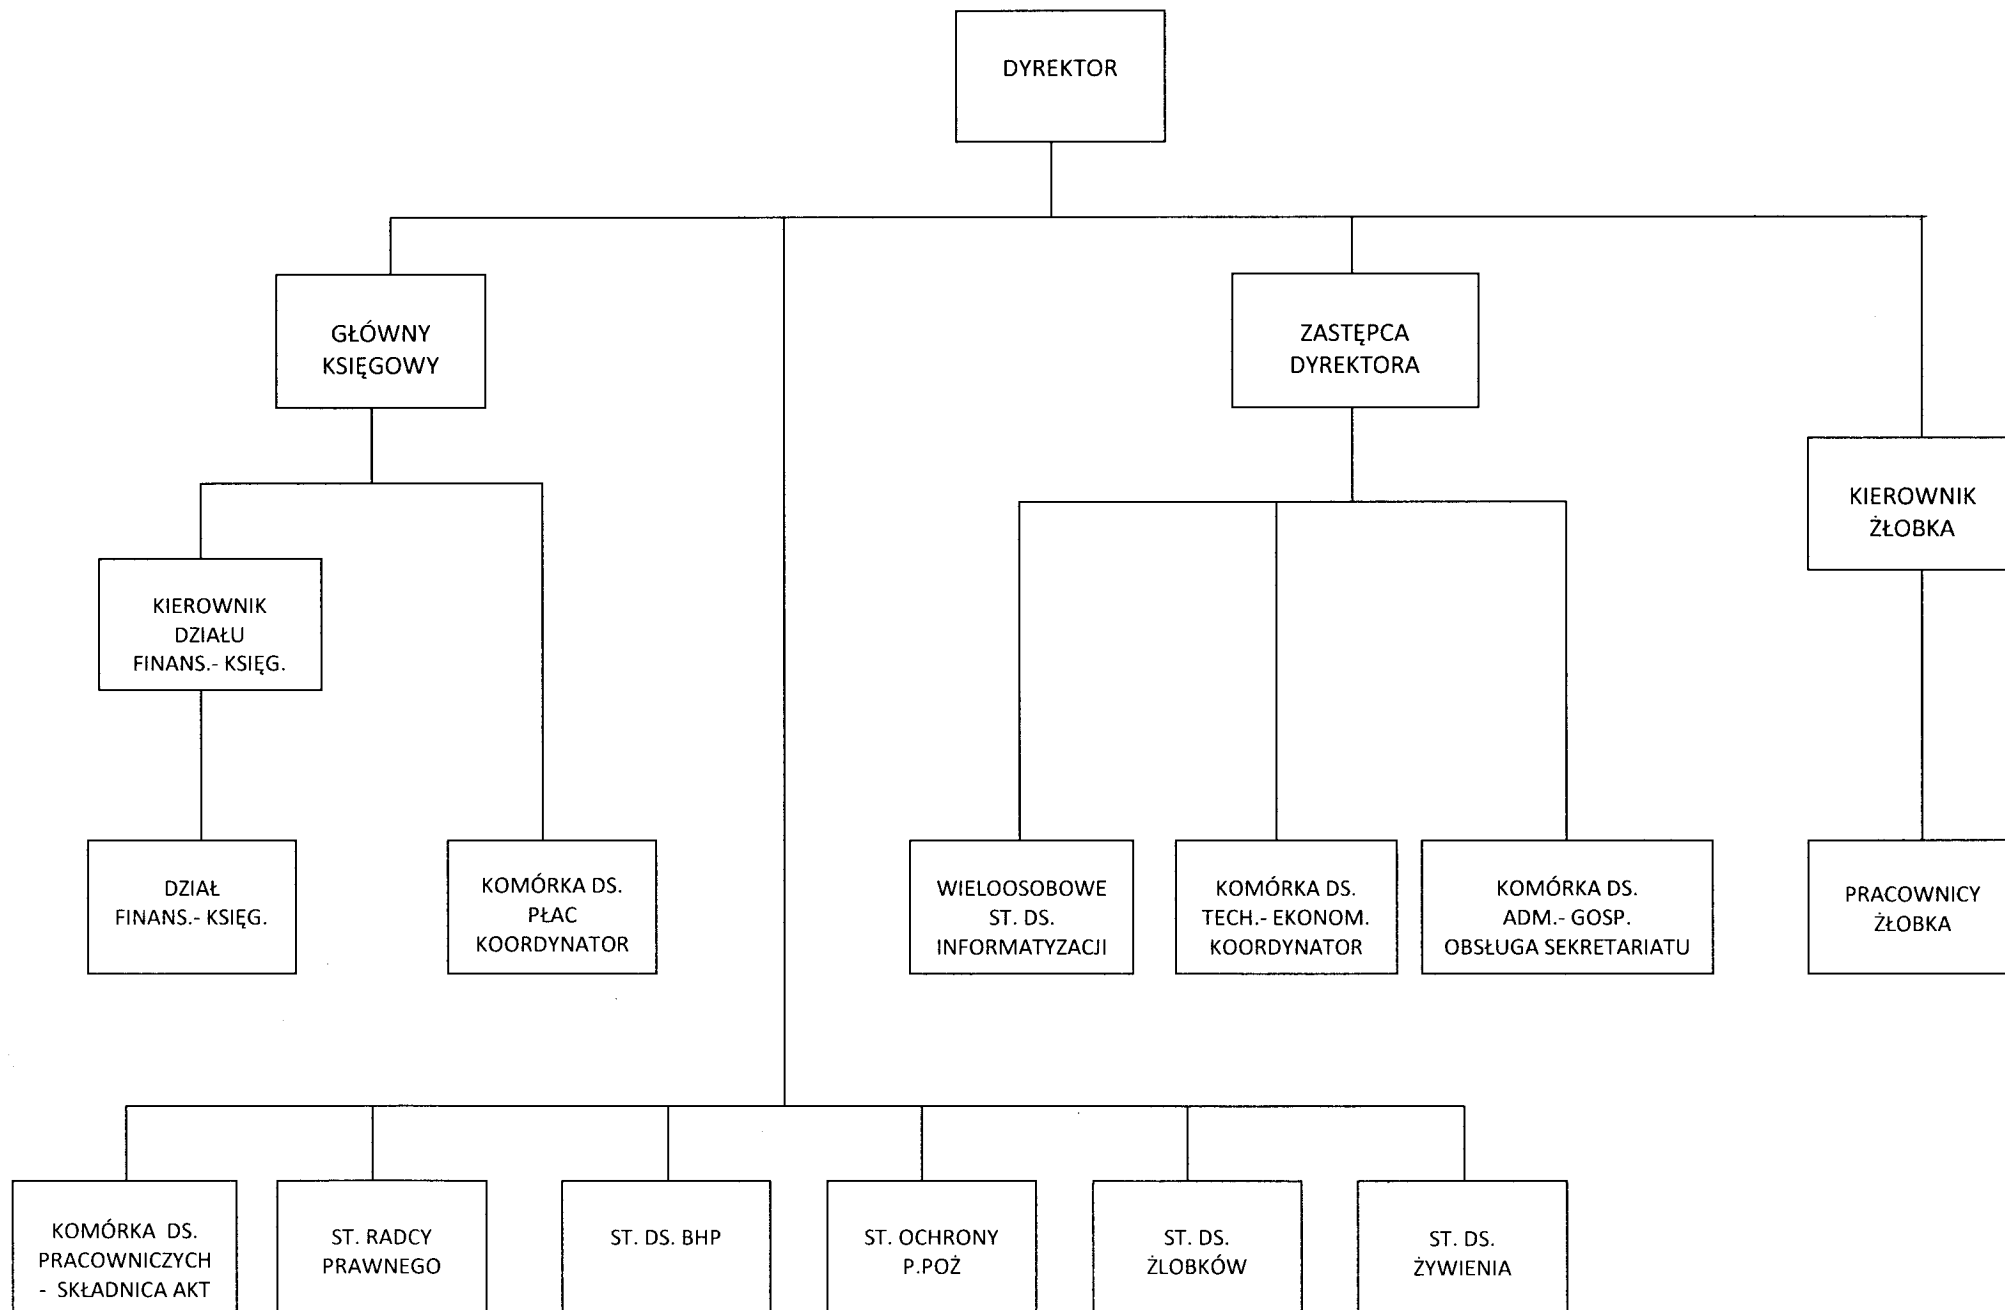 DYREKTOR
GŁÓWNY
KSIĘGOWY
ZASTĘPCA
DYREKTORA
KIEROWNIK
ŻŁOBKA
KIEROWNIK
DZIAŁU
FINANS.- KSIĘG.
DZIAŁ
FINANS.- KSIĘG.
KOMÓRKA DS.
PŁAC
KOORDYNATOR
WIELOOSOBOWE
ST. DS.
INFORMATYZACJI
KOMÓRKA DS.
TECH.- EKONOM.
KOORDYNATOR
KOMÓRKA DS.
ADM.- GOSP.
OBSŁUGA SEKRETARIATU
PRACOWNICY
ŻŁOBKA
KOMÓRKA DS.
PRACOWNICZYCH
- SKŁADNICA AKT
ST. RADCY
PRAWNEGO
ST. DS. BHP
ST. OCHRONY
P.POŻ
ST. DS.
ŻLOBKÓW
ST. DS.
ŻYWIENIA